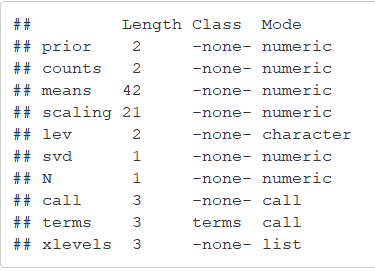 ##         Length Class  Mode
## prior    2     -none- numeric
## counts   2     -none- numeric
## means   42     -none- numeric
## scaling 21     -none- numeric
## lev      2     -none- character
## svd      1     -none- numeric
## N        1     -none- numeric
## call     3     -none- call
## terms    3     terms  call
## xlevels  3     -none- list